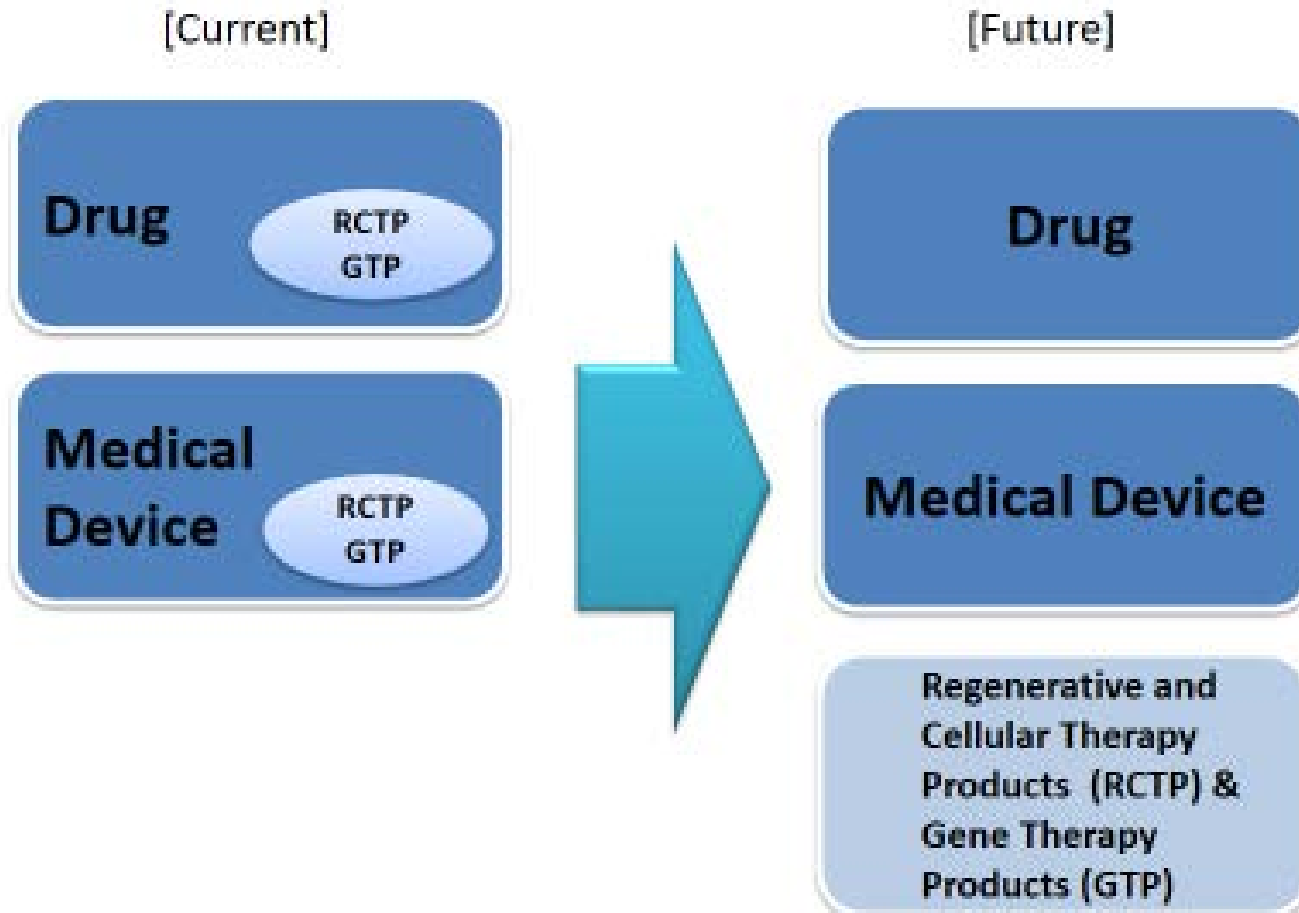 [Current]
[Future]
Drug
RCTP
GTP
Medical
Device
RCTP
GTP
Drug
Medical Device
Regenerative and
Cellular Therapy
Products (RCTP) &
Gene Therapy
Products (GTP)